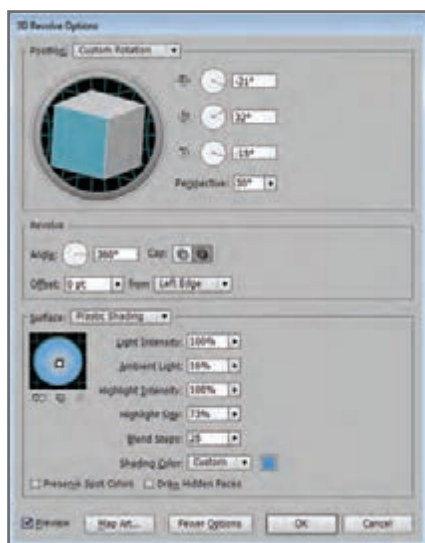 3D Revolve Options
Position: Custom Rotation
-21°
32°
-19°
Perspective: 50°
Revolve
Angle: 360° Cap:
Offset: 0 pt from Left Edge
Surface: Plastic Shading
Light Intensity: 100%
Ambient Light: 16%
Highlight Intensity: 100%
Highlight Size: 73%
Blend Steps: 25
Shading Color: Custom
Preserve Spot Colors Draw Hidden Faces
Preview Map Art... Fewer Options OK Cancel